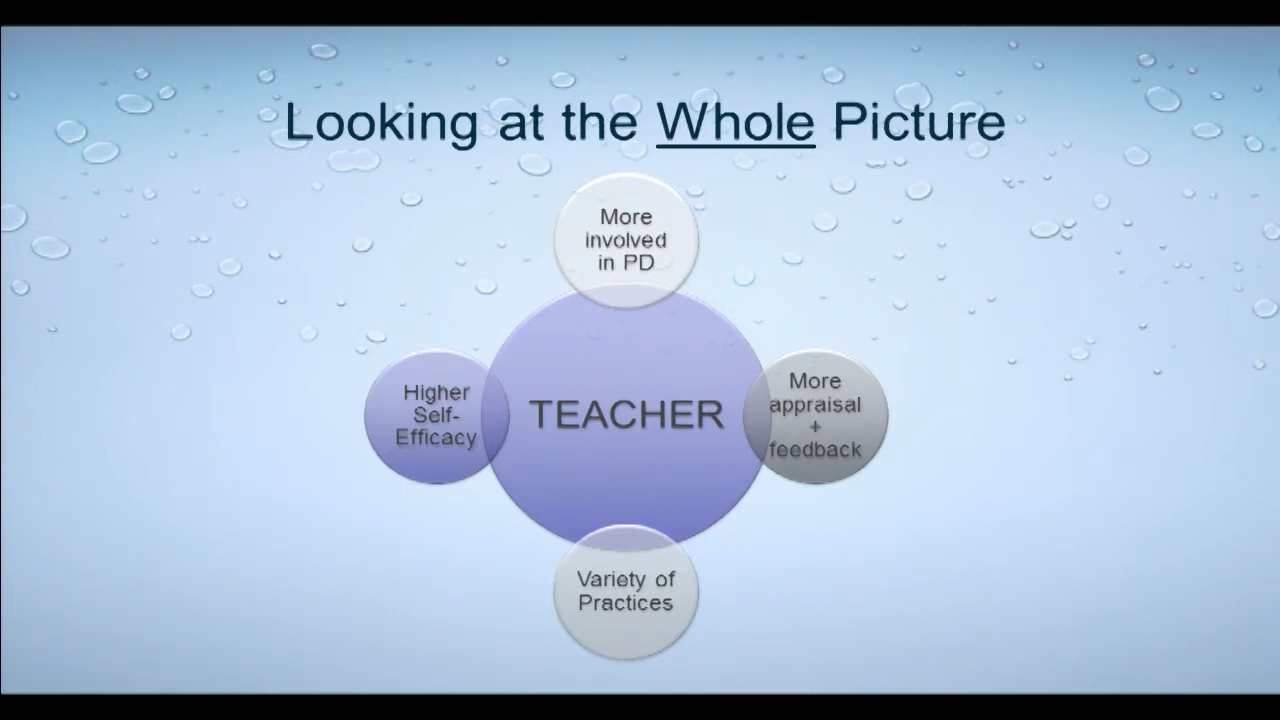 Looking at the Whole Picture
More
involved
in PD
Higher
Self-
Efficacy
TEACHER
More
appraisal
+
feedback
Variety of
Practices